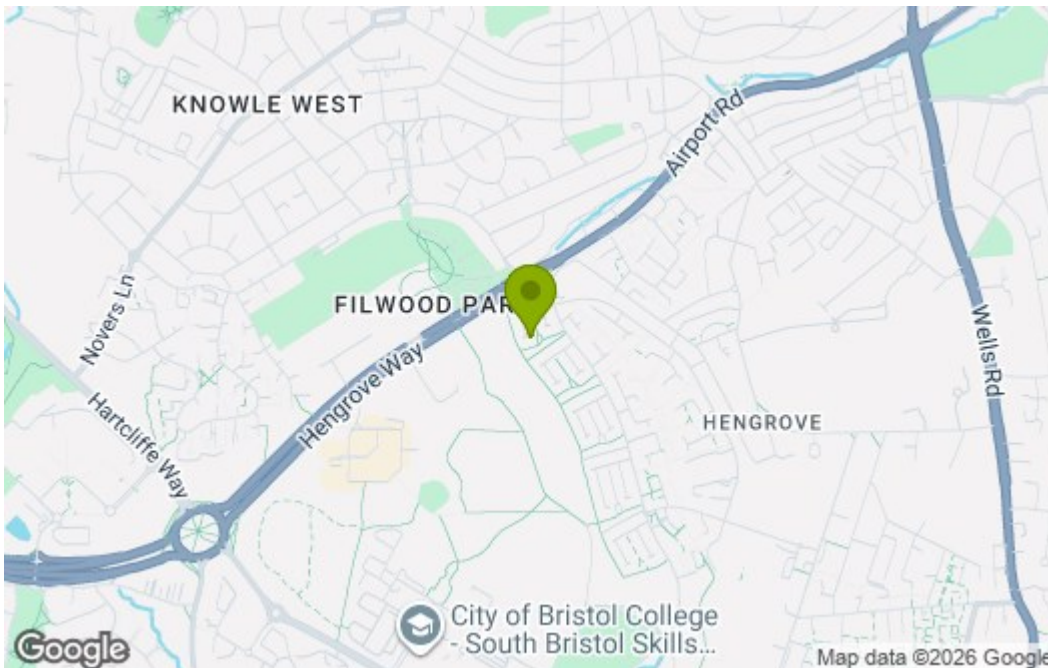 KNOWLE WEST
Airport Rd
FILWOOD PAR
Novers Ln
Hengrove Way
Wells Rd
Hartcliffe Way
HENGROVE
City of Bristol College
- South Bristol Skills...
Google
Map data ©2026 Google